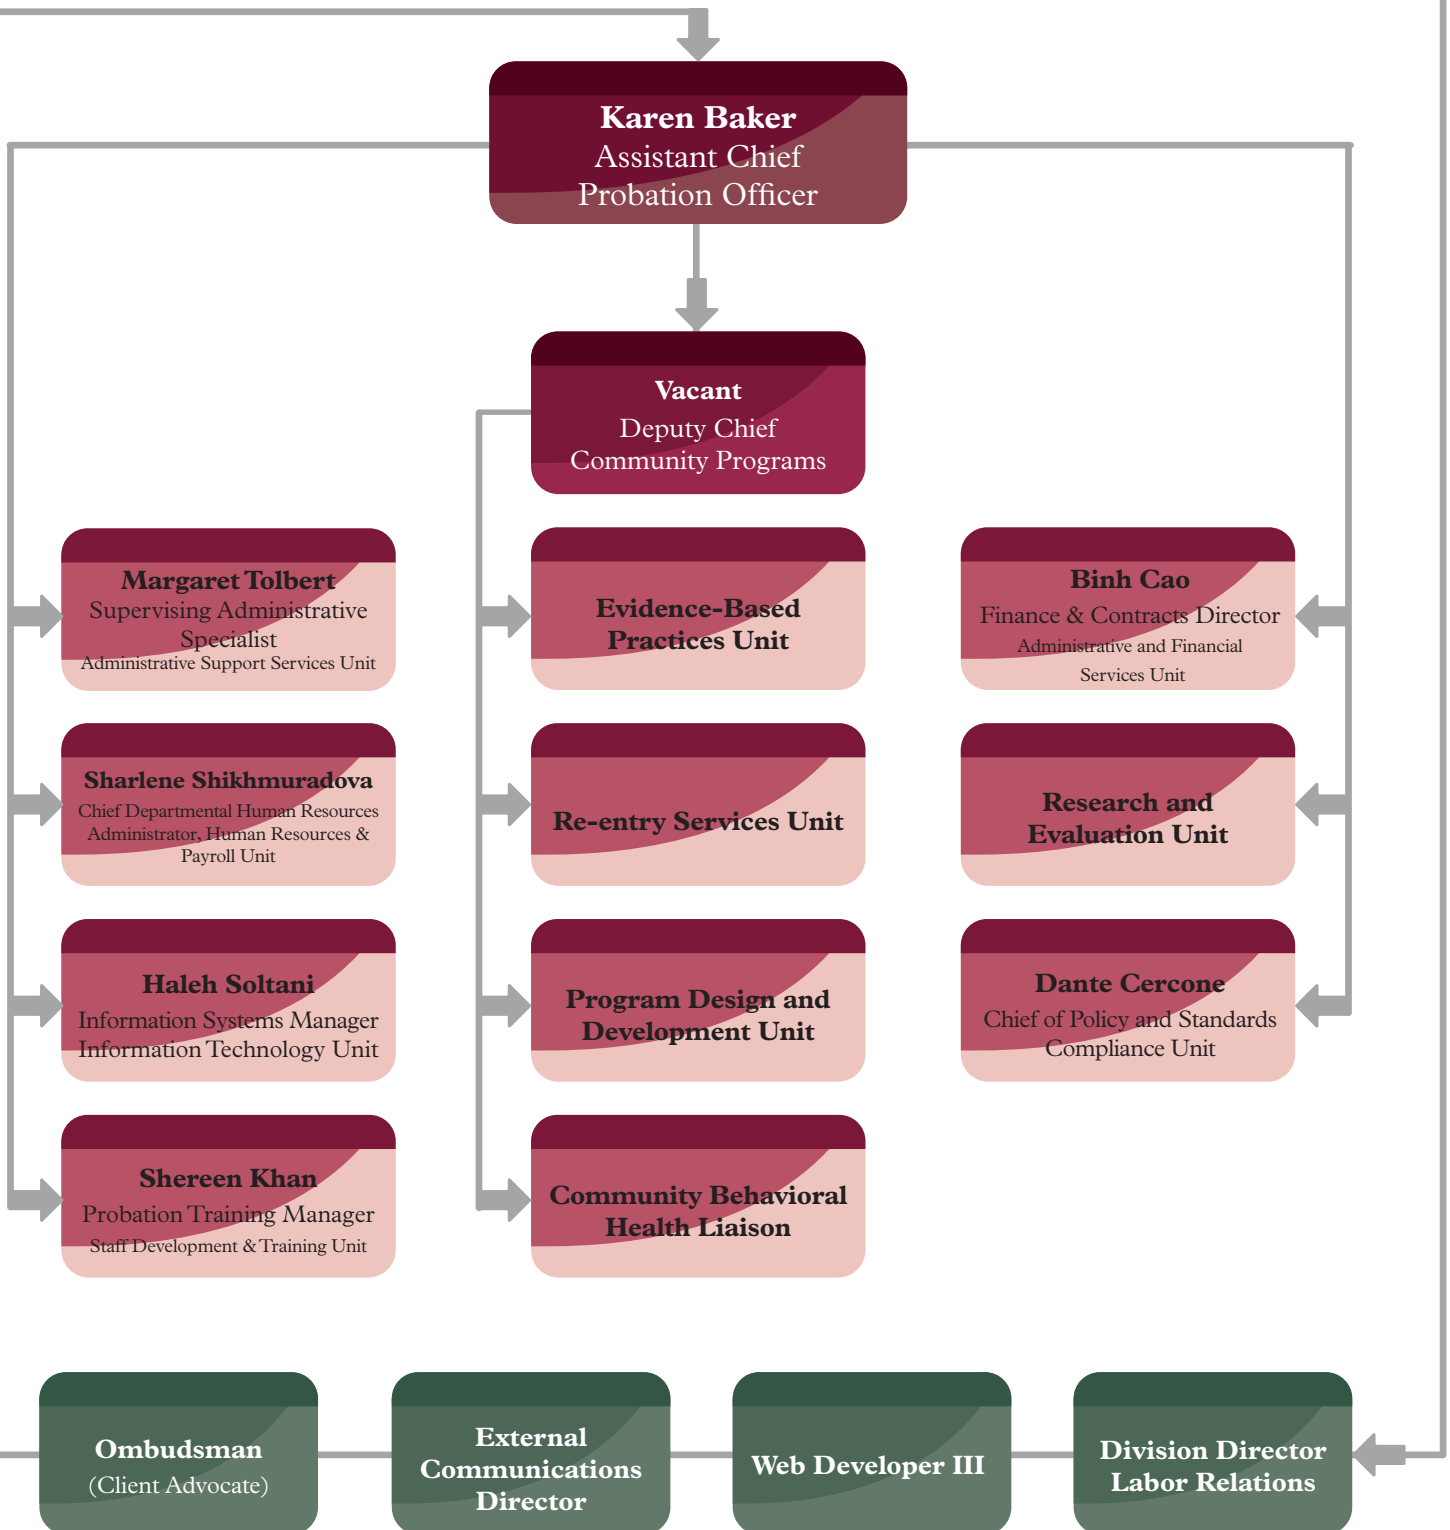 Karen Baker
Assistant Chief
Probation Officer
Vacant
Deputy Chief
Community Programs
Margaret Tolbert
Supervising Administrative
Specialist
Administrative Support Services Unit
Sharlene Shikhmuradova
Chief Departmental Human Resources
Administrator, Human Resources &
Payroll Unit
Haleh Soltani
Information Systems Manager
Information Technology Unit
Shereen Khan
Probation Training Manager
Staff Development & Training Unit
Evidence-Based
Practices Unit
Re-entry Services Unit
Program Design and
Development Unit
Community Behavioral
Health Liaison
Binh Cao
Finance & Contracts Director
Administrative and Financial
Services Unit
Research and
Evaluation Unit
Dante Cercone
Chief of Policy and Standards
Compliance Unit
Ombudsman
(Client Advocate)
External
Communications
Director
Web Developer III
Division Director
Labor Relations